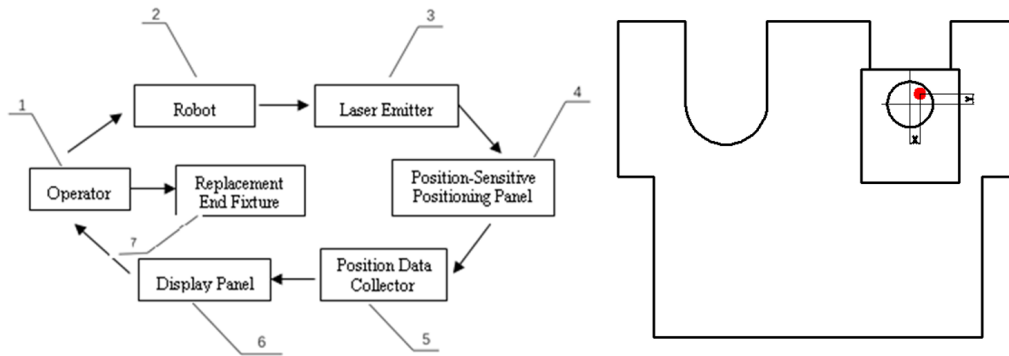 2
3
1
4
Robot
Laser Emitter
Operator
Replacement
End Fixture
Position-Sensitive
Positioning Panel
7
Display Panel
Position Data
Collector
6
5
X
Y